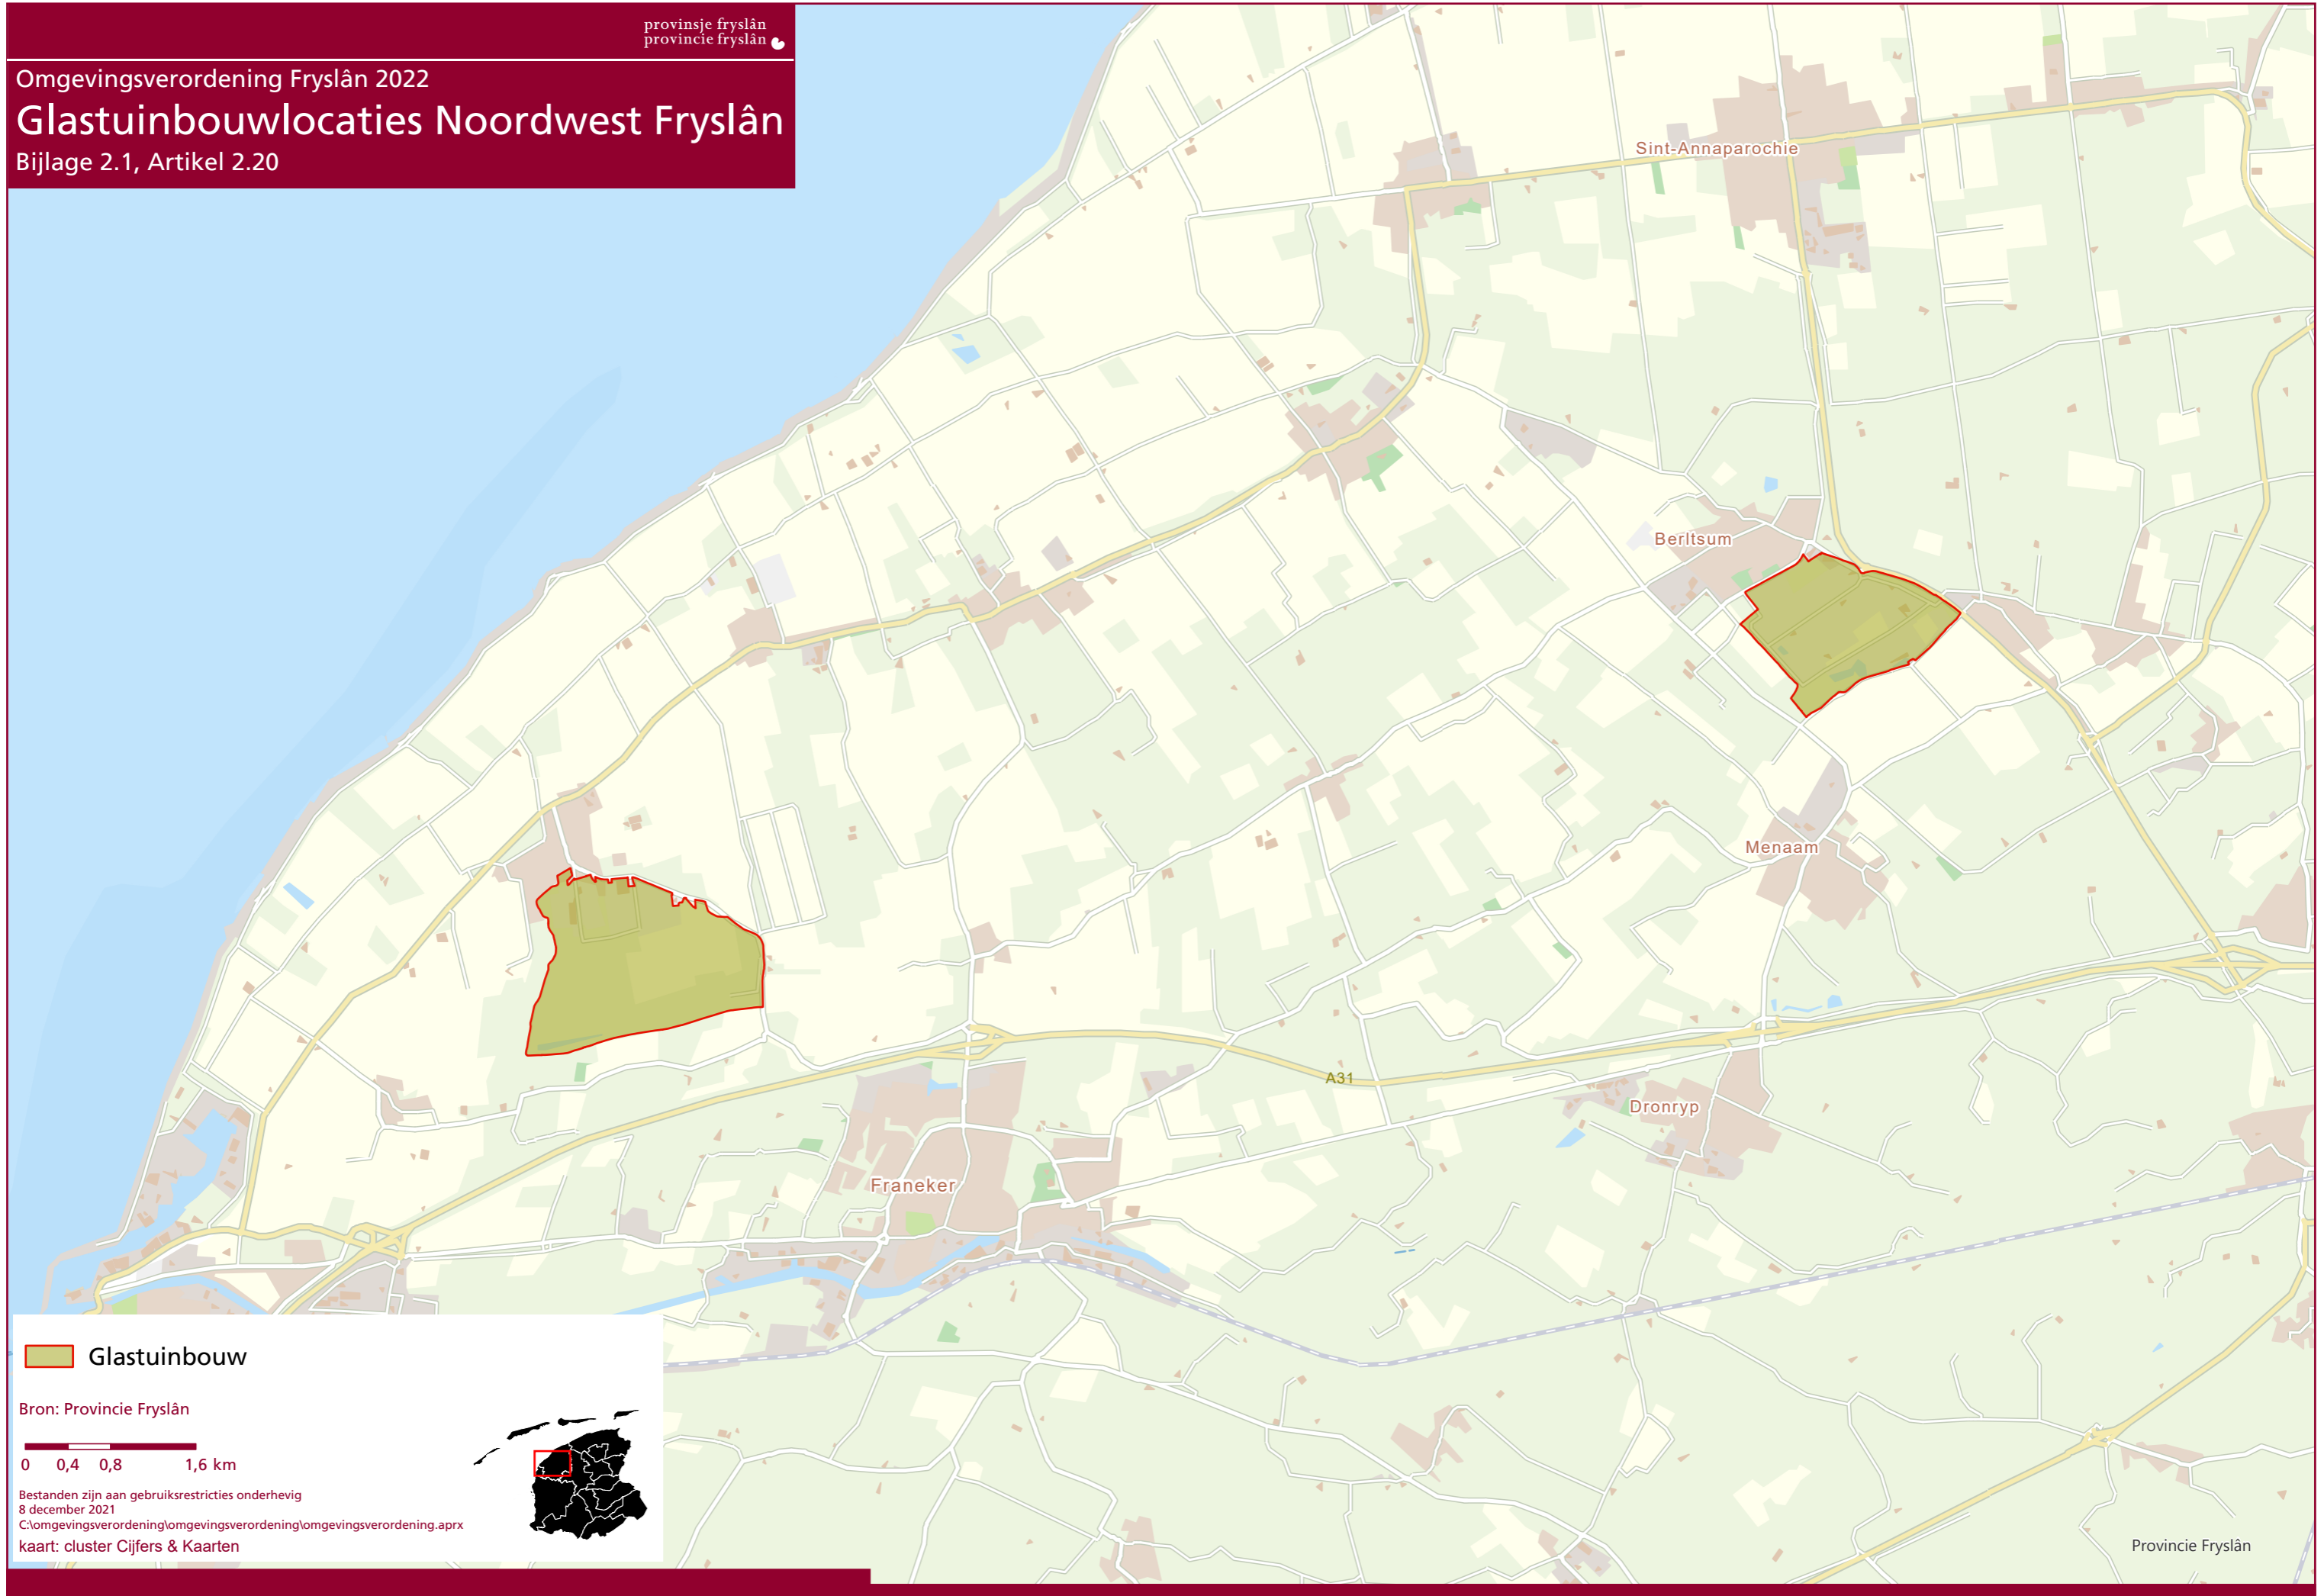 provinsje fryslân
provincie fryslân
Omgevingsverordening Fryslân 2022
Glastuinbouwlocaties Noordwest Fryslân
Bijlage 2.1, Artikel 2.20
Sint-Annaparochie
Berltsum
Menaam
A31
Dronryp
Franeker
Glastuinbouw
Bron: Provincie Fryslân
0 0,4 0,8 1,6 km
Bestanden zijn aan gebruiksrestricties onderhevig
8 december 2021
C:\omgevingsverordening\omgevingsverordening\omgevingsverordening.aprx
kaart: cluster Cijfers & Kaarten
Provincie Fryslân